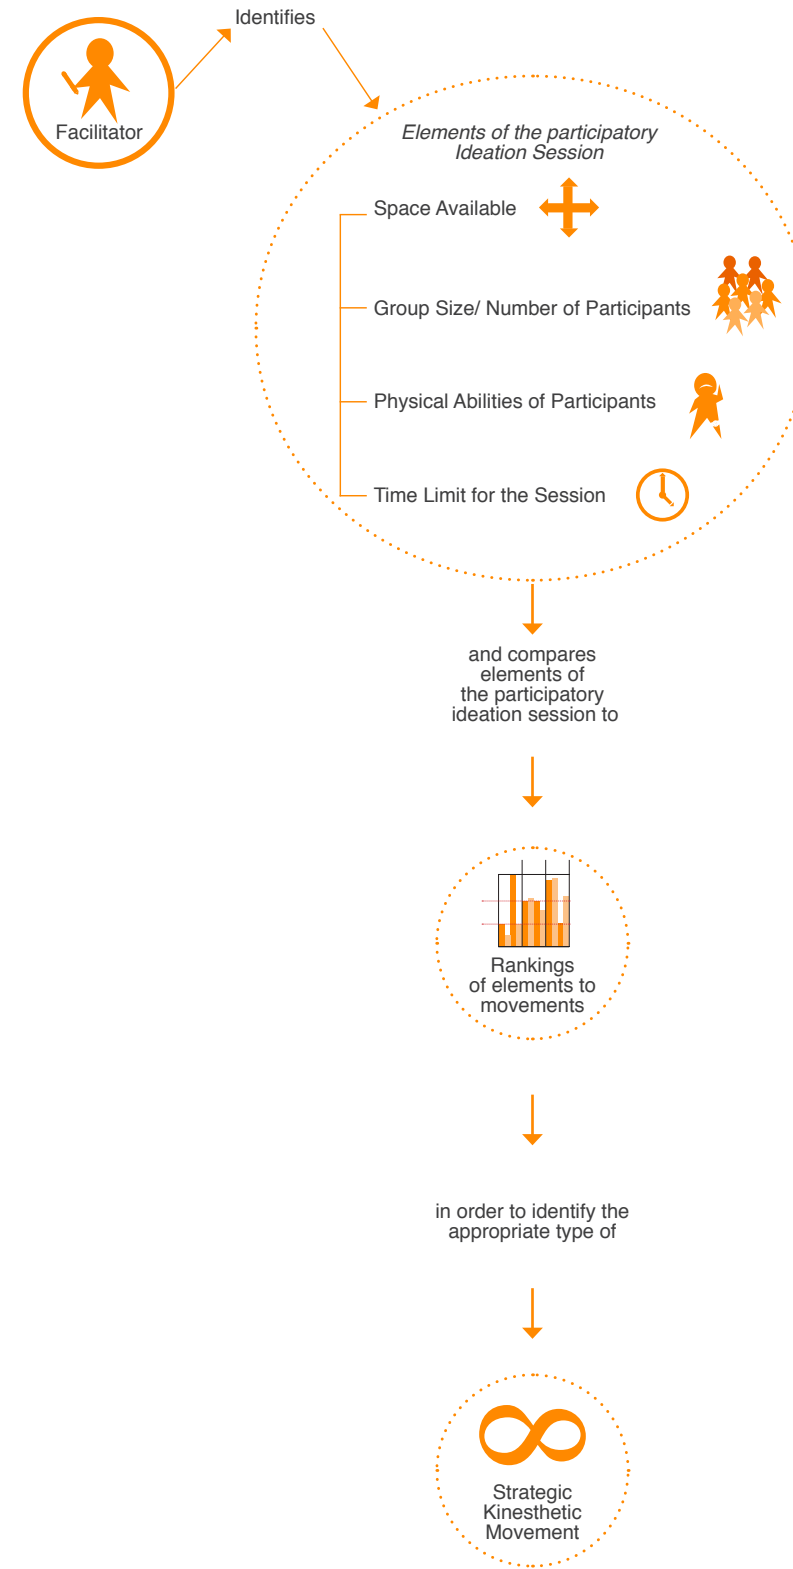 Identifies
Facilitator
Elements of the participatory
Ideation Session
Space Available
Group Size/ Number of Participants
Physical Abilities of Participants
Time Limit for the Session
and compares
elements of
the participatory
ideation session to
Rankings
of elements to
movements
in order to identify the
appropriate type of
Strategic
Kinesthetic
Movement